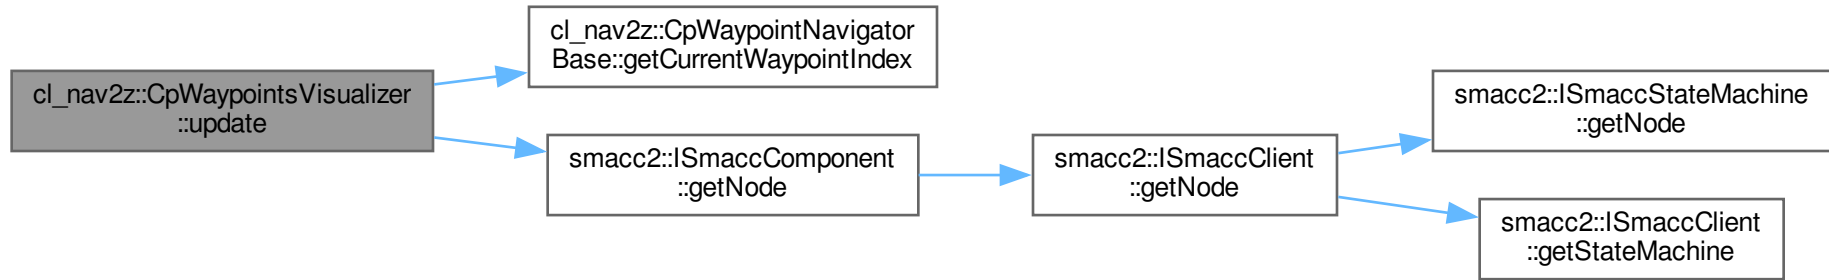 cl_nav2z::CpWaypointsVisualizer
::update
cl_nav2z::CpWaypointNavigator
Base::getCurrentWaypointIndex
smacc2::ISmaccComponent
::getNode
smacc2::ISmaccClient
::getNode
smacc2::ISmaccStateMachine
::getNode
smacc2::ISmaccClient
::getStateMachine